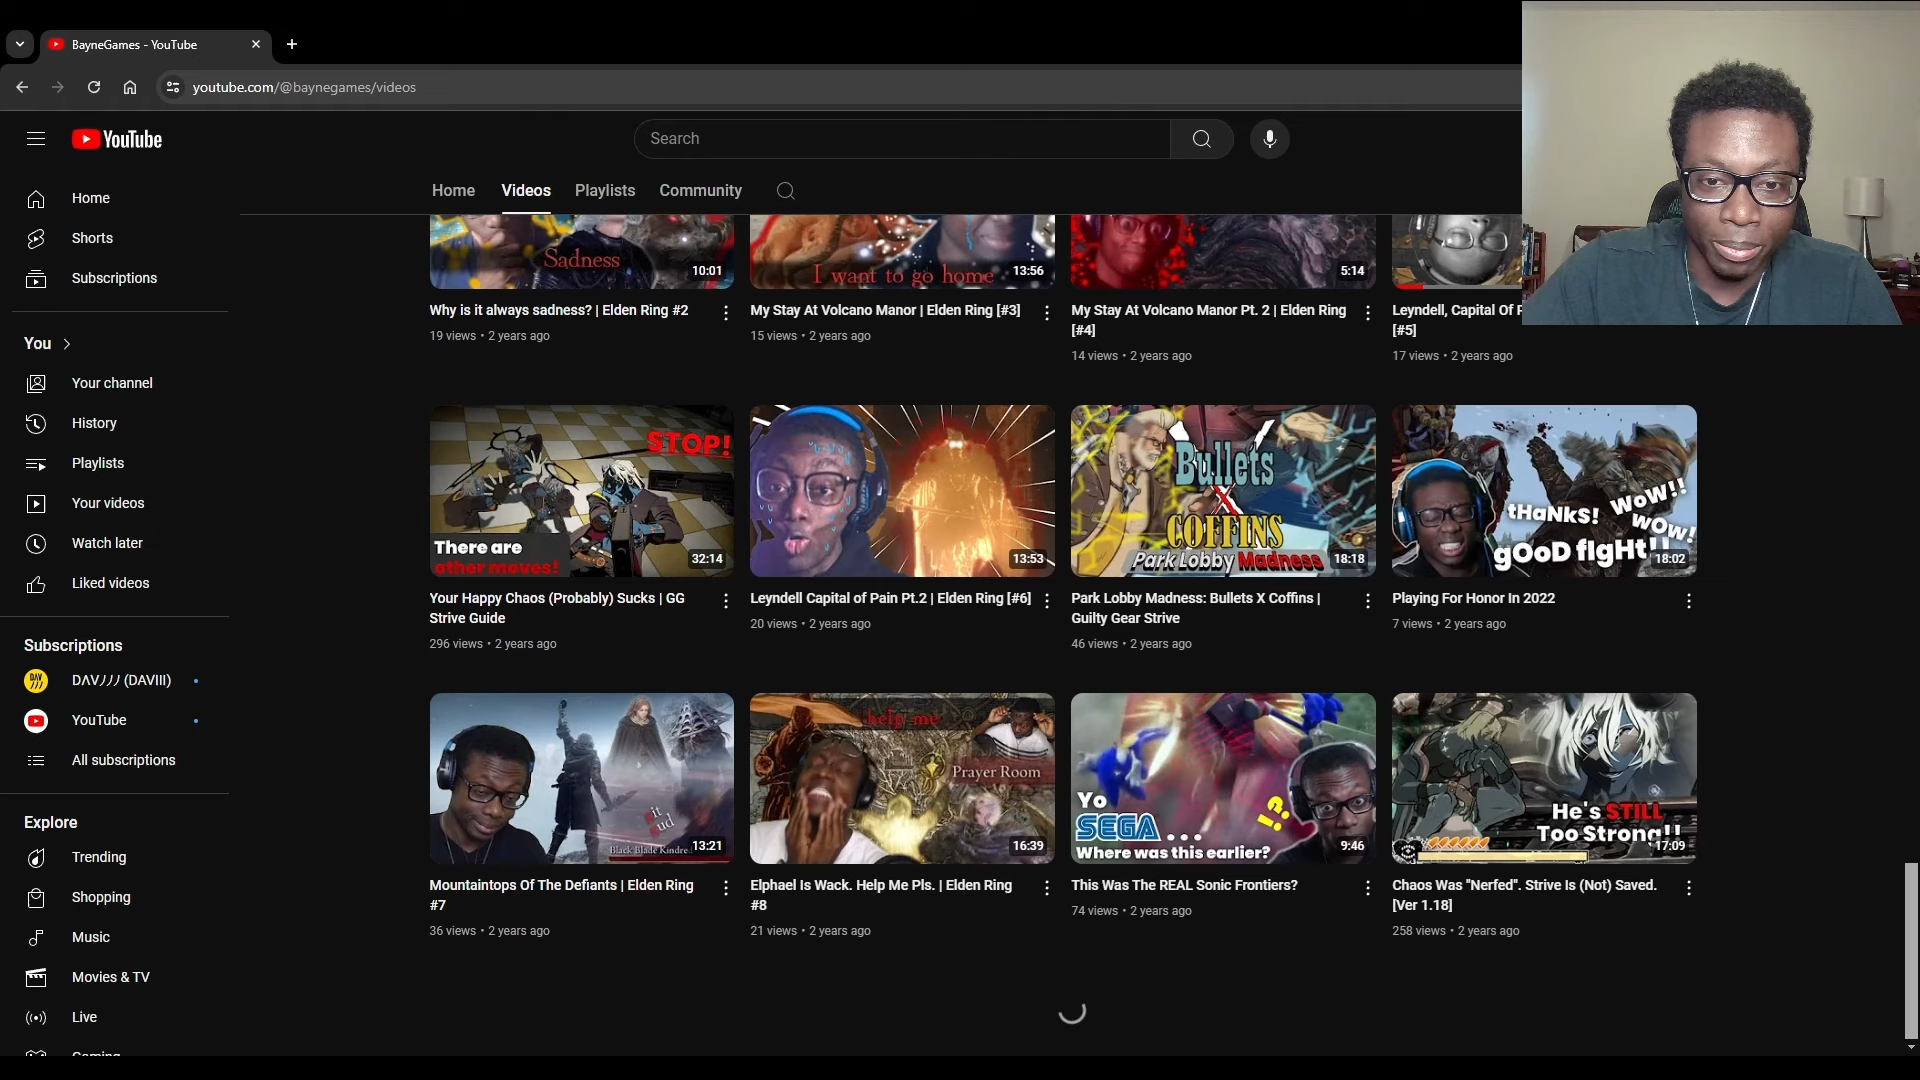 BayneGames - YouTube
youtube.com/@baynegames/videos
YouTube
Search
Home
Videos
Playlists
Community
Home
Shorts
Subscriptions
You
Your channel
History
Playlists
Your videos
Watch later
Liked videos
Subscriptions
DΛVノノノ (DAVIII)
YouTube
All subscriptions
Explore
Trending
Shopping
Music
Movies & TV
Live
Gaming
Sadness
10:01
Why is it always sadness? | Elden Ring #2
19 views • 2 years ago
I want to go home
13:56
My Stay At Volcano Manor | Elden Ring [#3]
15 views • 2 years ago
5:14
My Stay At Volcano Manor Pt. 2 | Elden Ring
[#4]
14 views • 2 years ago
Leyndell, Capital Of
[#5]
17 views • 2 years ago
STOP!
There are
other moves!
32:14
Your Happy Chaos (Probably) Sucks | GG
Strive Guide
296 views • 2 years ago
13:53
Leyndell Capital of Pain Pt.2 | Elden Ring [#6]
20 views • 2 years ago
Bullets
X
COFFINS
Park Lobby Madness
18:18
Park Lobby Madness: Bullets X Coffins |
Guilty Gear Strive
46 views • 2 years ago
tHaNkS!
WoW!!
wOw!
gOoD fIgHt!!
18:02
Playing For Honor In 2022
7 views • 2 years ago
Black Blade Kindred
13:21
Mountaintops Of The Defiants | Elden Ring
#7
36 views • 2 years ago
help me
Prayer Room
16:39
Elphael Is Wack. Help Me Pls. | Elden Ring
#8
21 views • 2 years ago
Yo
SEGA...
!?
Where was this earlier?
9:46
This Was The REAL Sonic Frontiers?
74 views • 2 years ago
He's STILL
Too Strong!!
17:09
Chaos Was "Nerfed". Strive Is (Not) Saved.
[Ver 1.18]
258 views • 2 years ago